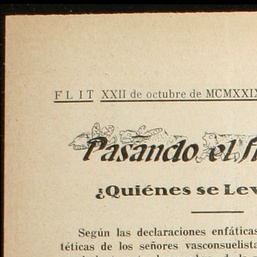 FLIT XXII de octubre de MCMXXIX
Pasando el
¿Quiénes se Lev
Según las declaraciones enfáticas
téticas de los señores vasconsuelista